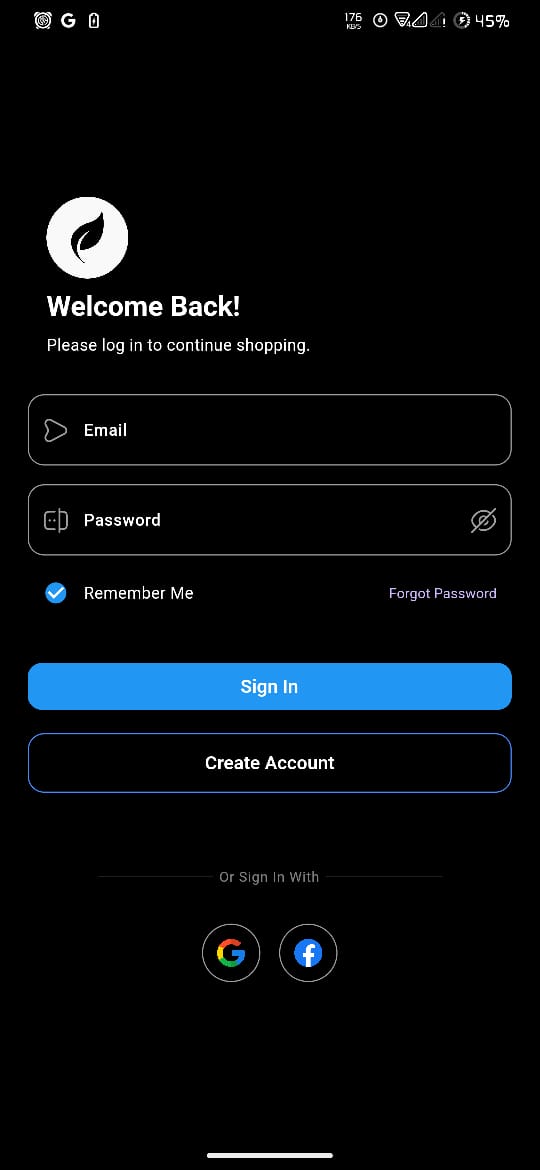 176 KB/S 45%
Welcome Back!
Please log in to continue shopping.
Email
Password
Remember Me Forgot Password
Sign In
Create Account
Or Sign In With